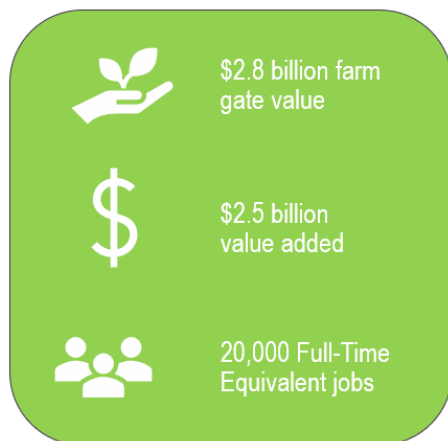 $2.8 billion farm
gate value
$2.5 billion
value added
20,000 Full-Time
Equivalent jobs